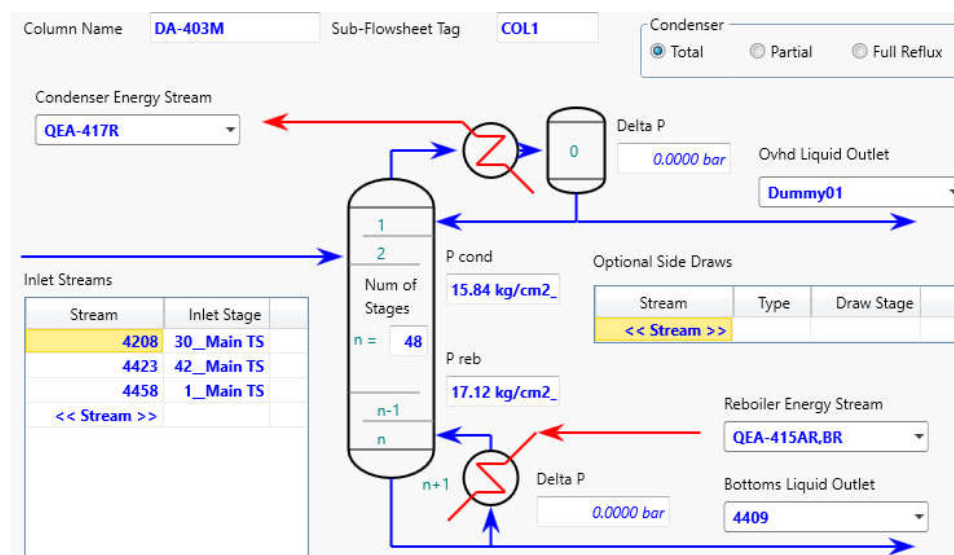 Column Name DA-403M Sub-Flowsheet Tag COL1
Condenser
Total Partial Full Reflux
Condenser Energy Stream
QEA-417R
Delta P
0
0.0000 bar
Ovhd Liquid Outlet
Dummy01
1
2
Inlet Streams
Stream Inlet Stage
4208 30__Main TS
4423 42__Main TS
4458 1__Main TS
<< Stream >>
Num of
Stages
n = 48
n-1
n
n+1
P cond
15.84 kg/cm2_
P reb
17.12 kg/cm2_
Optional Side Draws
Stream Type Draw Stage
<< Stream >>
Reboiler Energy Stream
QEA-415AR,BR
Delta P
0.0000 bar
Bottoms Liquid Outlet
4409